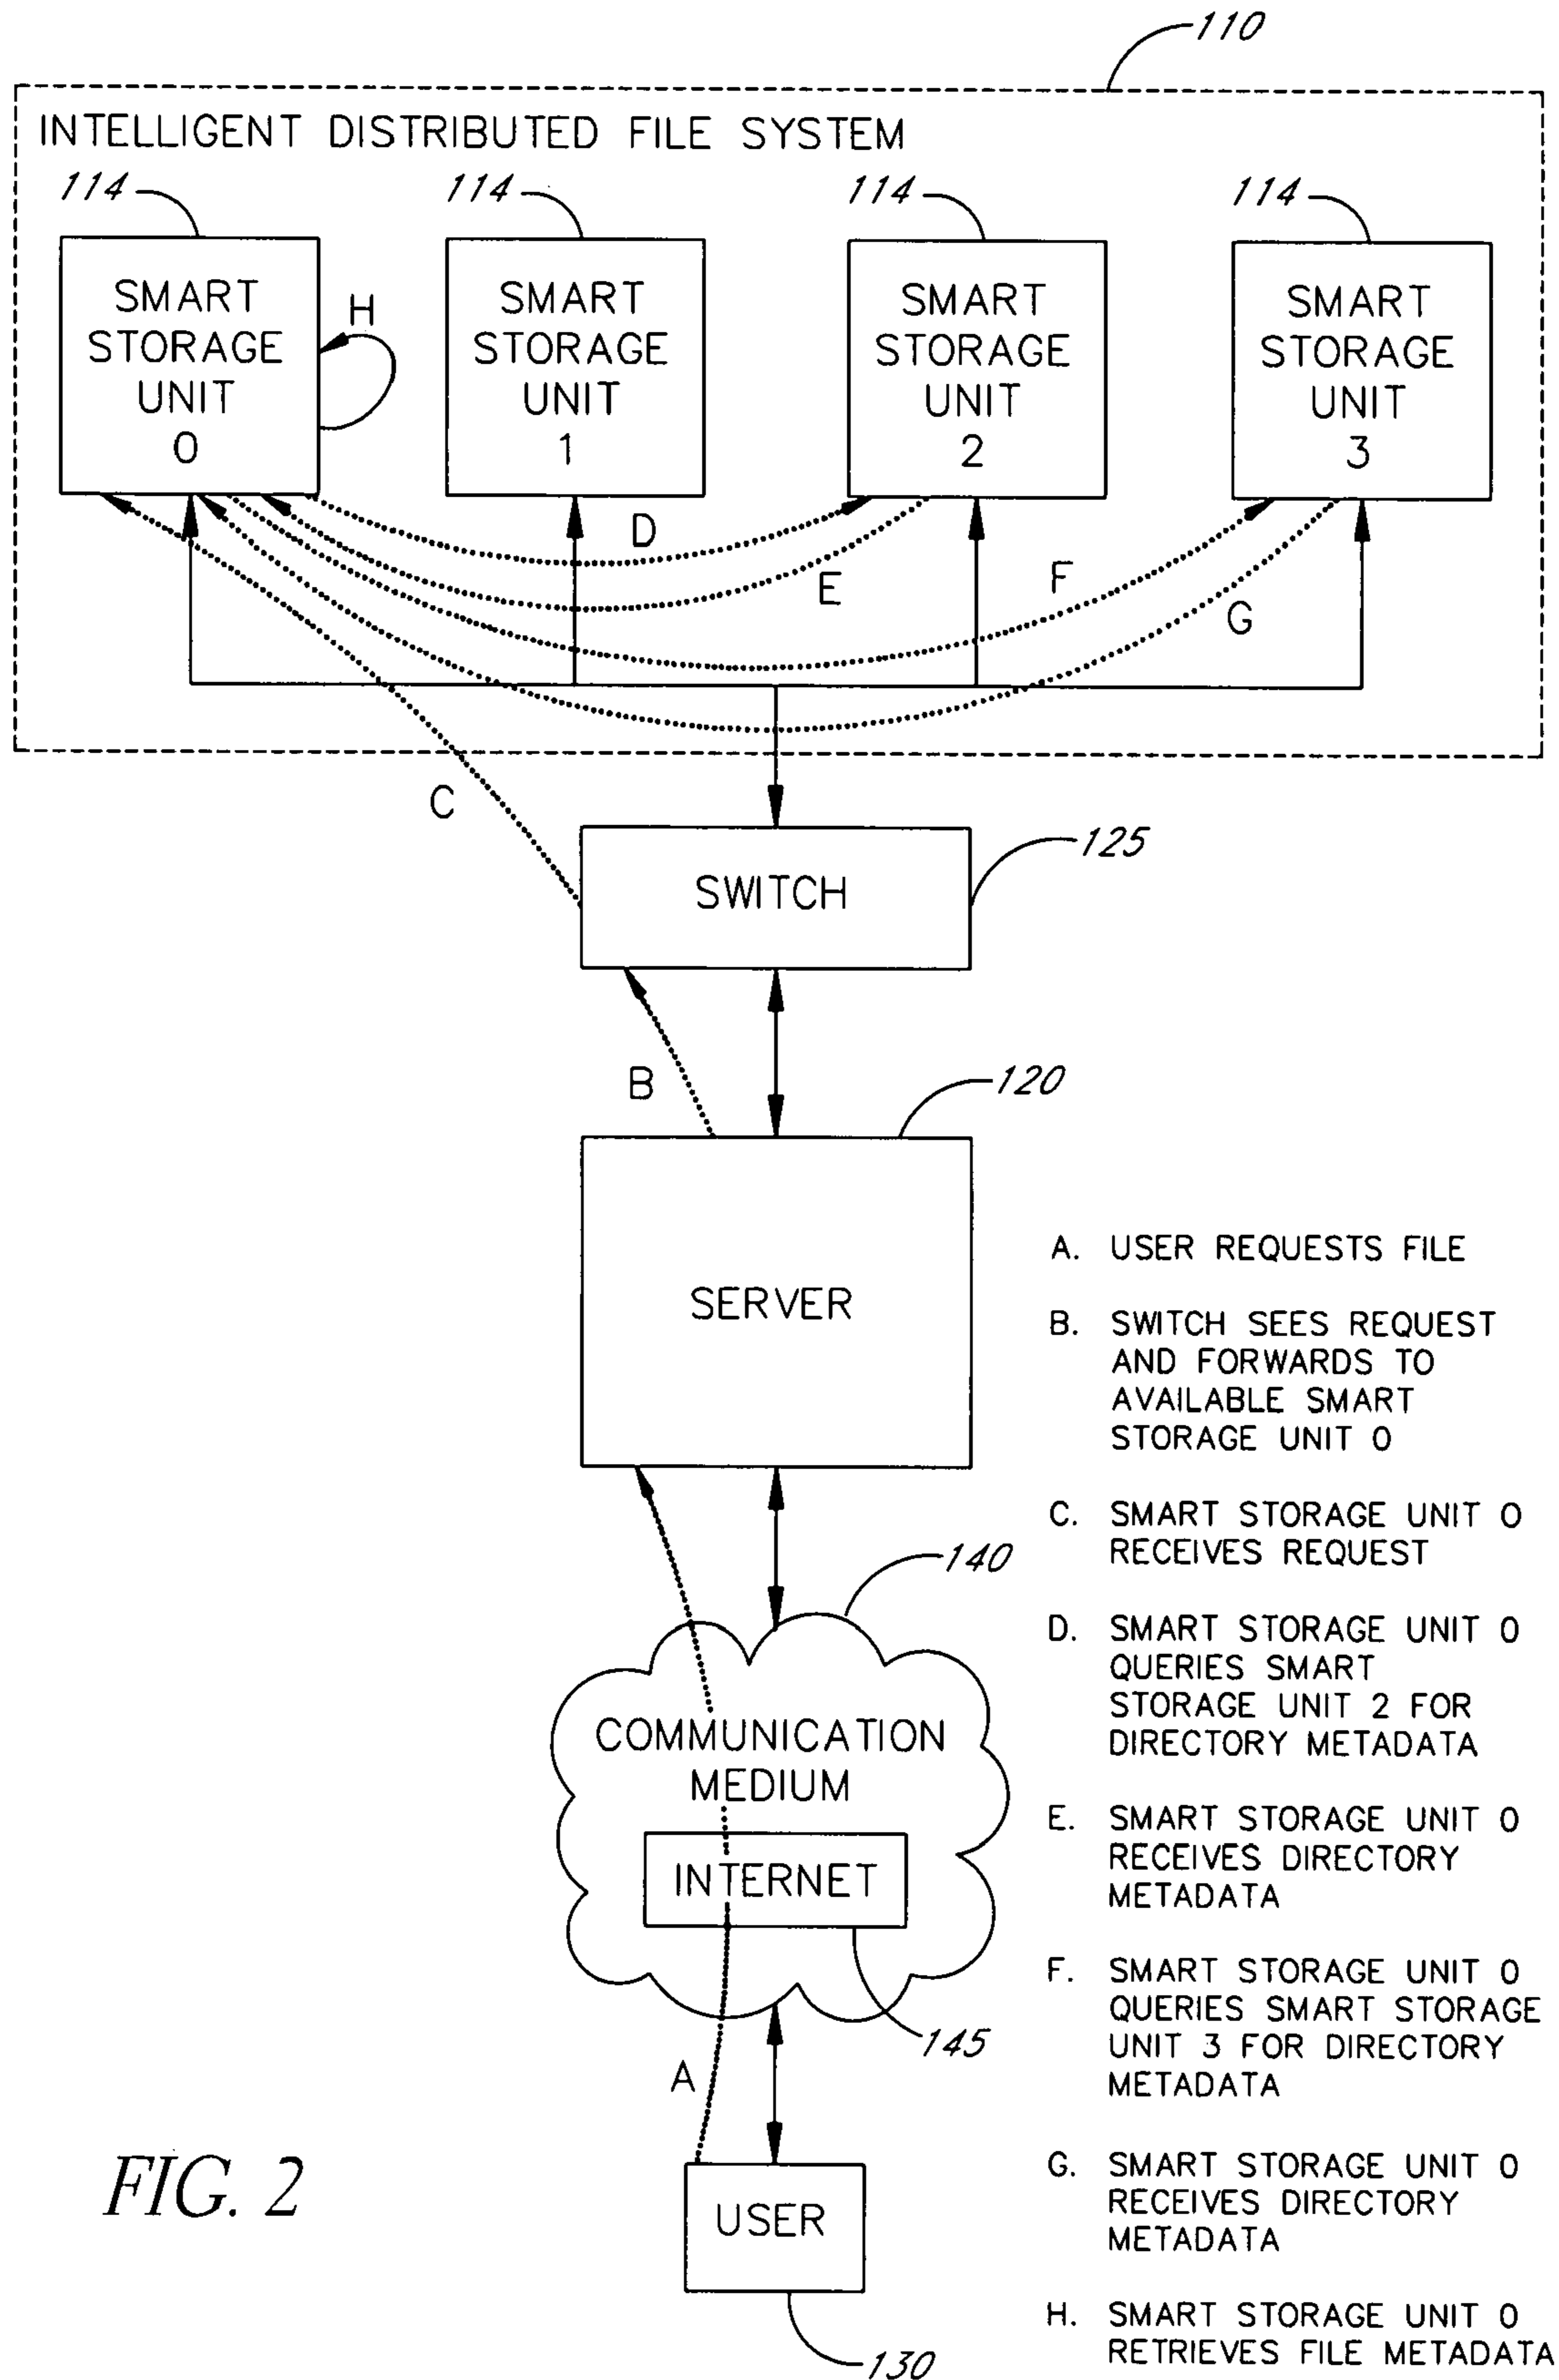 110
INTELLIGENT DISTRIBUTED FILE SYSTEM
114
114
114
114
SMART
STORAGE
UNIT
0
H
SMART
STORAGE
UNIT
1
SMART
STORAGE
UNIT
2
SMART
STORAGE
UNIT
3
D
E
F
G
C
SWITCH
125
B
120
SERVER
140
COMMUNICATION
MEDIUM
INTERNET
145
A
USER
130
A. USER REQUESTS FILE
B. SWITCH SEES REQUEST
AND FORWARDS TO
AVAILABLE SMART
STORAGE UNIT 0
C. SMART STORAGE UNIT 0
RECEIVES REQUEST
D. SMART STORAGE UNIT 0
QUERIES SMART
STORAGE UNIT 2 FOR
DIRECTORY METADATA
E. SMART STORAGE UNIT 0
RECEIVES DIRECTORY
METADATA
F. SMART STORAGE UNIT 0
QUERIES SMART STORAGE
UNIT 3 FOR DIRECTORY
METADATA
G. SMART STORAGE UNIT 0
RECEIVES DIRECTORY
METADATA
H. SMART STORAGE UNIT 0
RETRIEVES FILE METADATA
FIG. 2